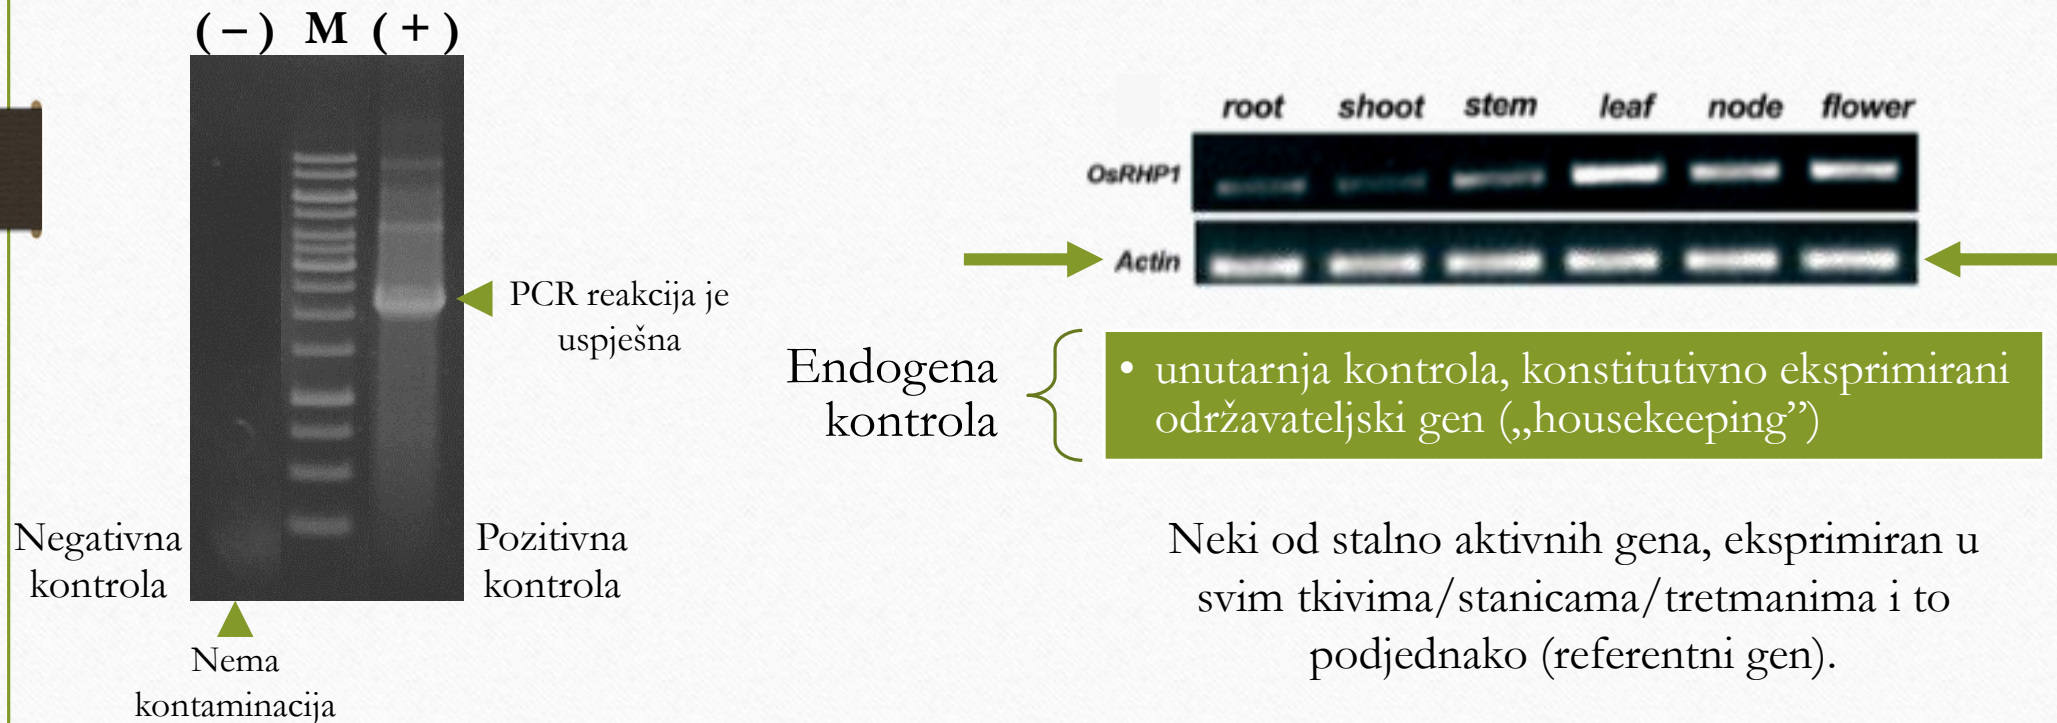 ( – ) M ( + )
PCR reakcija je
uspješna
Negativna
kontrola
Pozitivna
kontrola
Nema
kontaminacija
root shoot stem leaf node flower
OsRHP1
Actin
Endogena
kontrola
• unutarnja kontrola, konstitutivno eksprimirani
održavateljski gen („housekeeping”)
Neki od stalno aktivnih gena, eksprimiran u
svim tkivima/stanicama/tretmanima i to
podjednako (referentni gen).